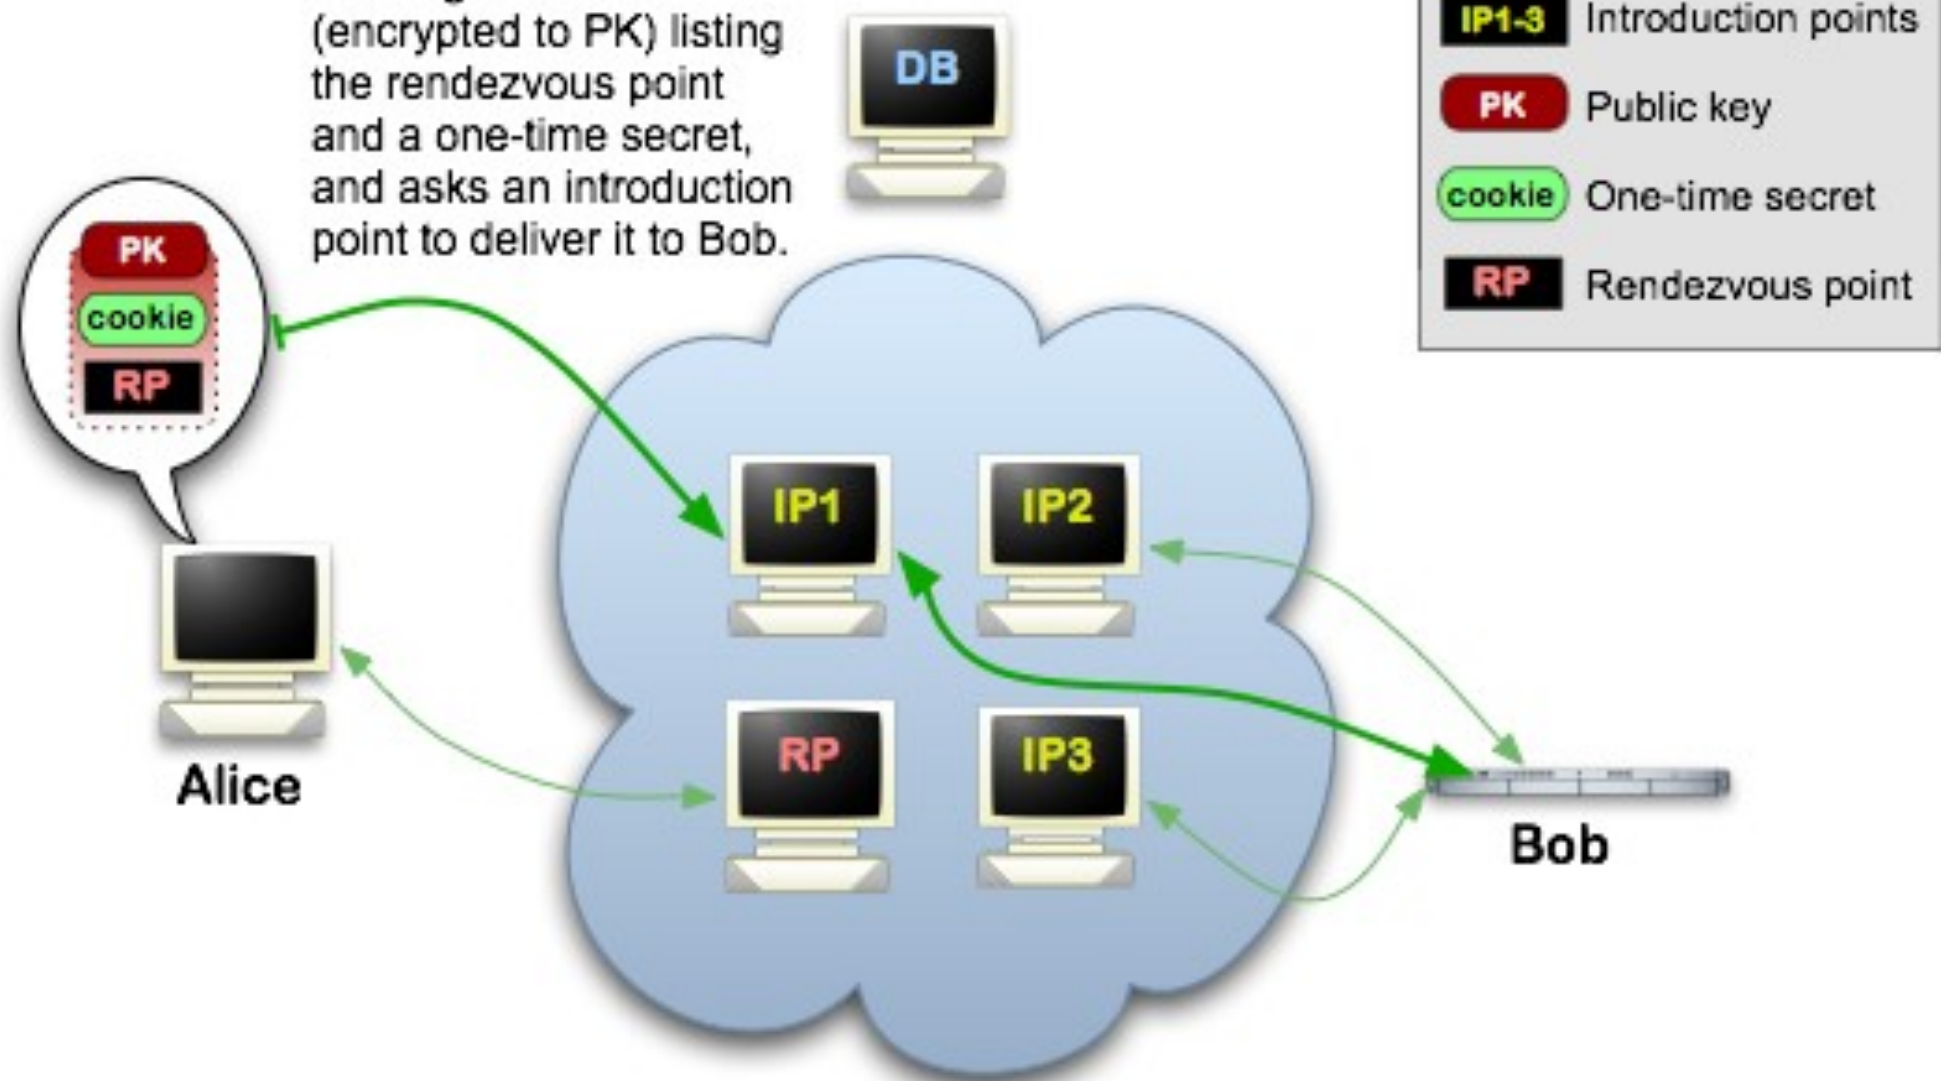 (encrypted to PK) listing
the rendezvous point
and a one-time secret,
and asks an introduction
point to deliver it to Bob.
DB
IP1-3 Introduction points
PK Public key
cookie One-time secret
RP Rendezvous point
PK
cookie
RP
IP1
IP2
RP
IP3
Alice
Bob